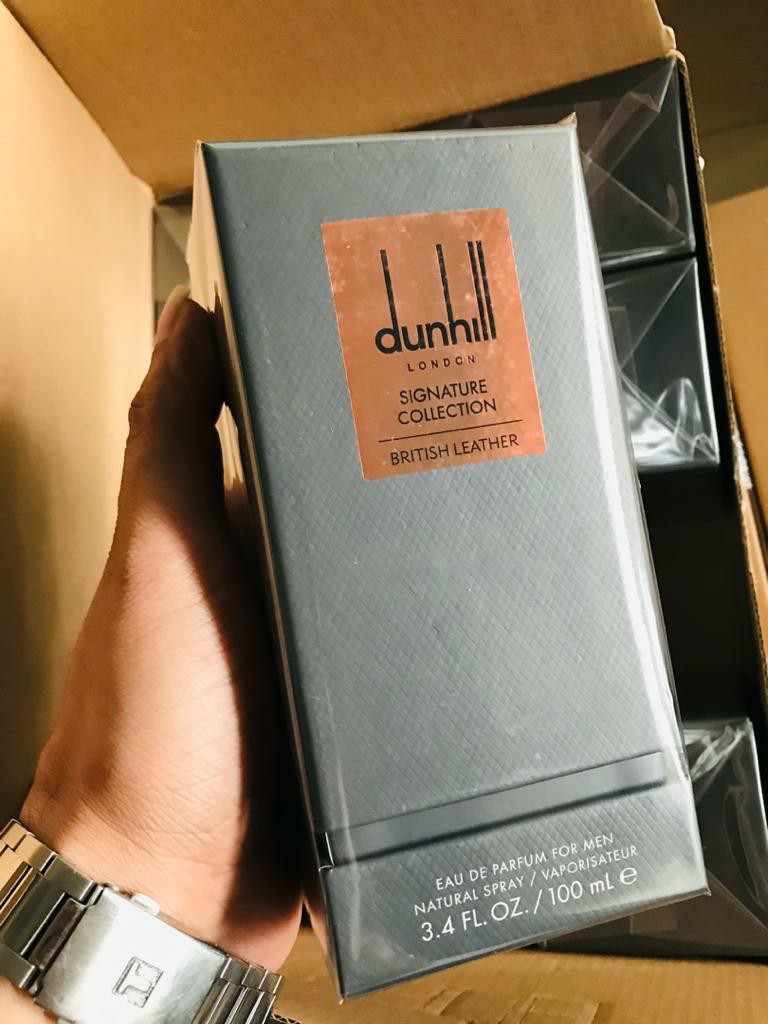 dunhill
LONDON
SIGNATURE
COLLECTION
BRITISH LEATHER
EAU DE PARFUM FOR MEN
NATURAL SPRAY / VAPORISATEUR
3.4 FL. OZ. / 100 mL ℮